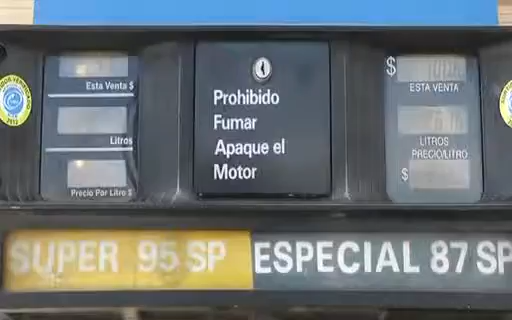 Esta Venta $
Litros
Precio Por Litro $
Prohibido
Fumar
Apaque el
Motor
$
ESTA VENTA
LITROS
PRECIO/LITRO
$
SUPER 95 SP
ESPECIAL 87 SP